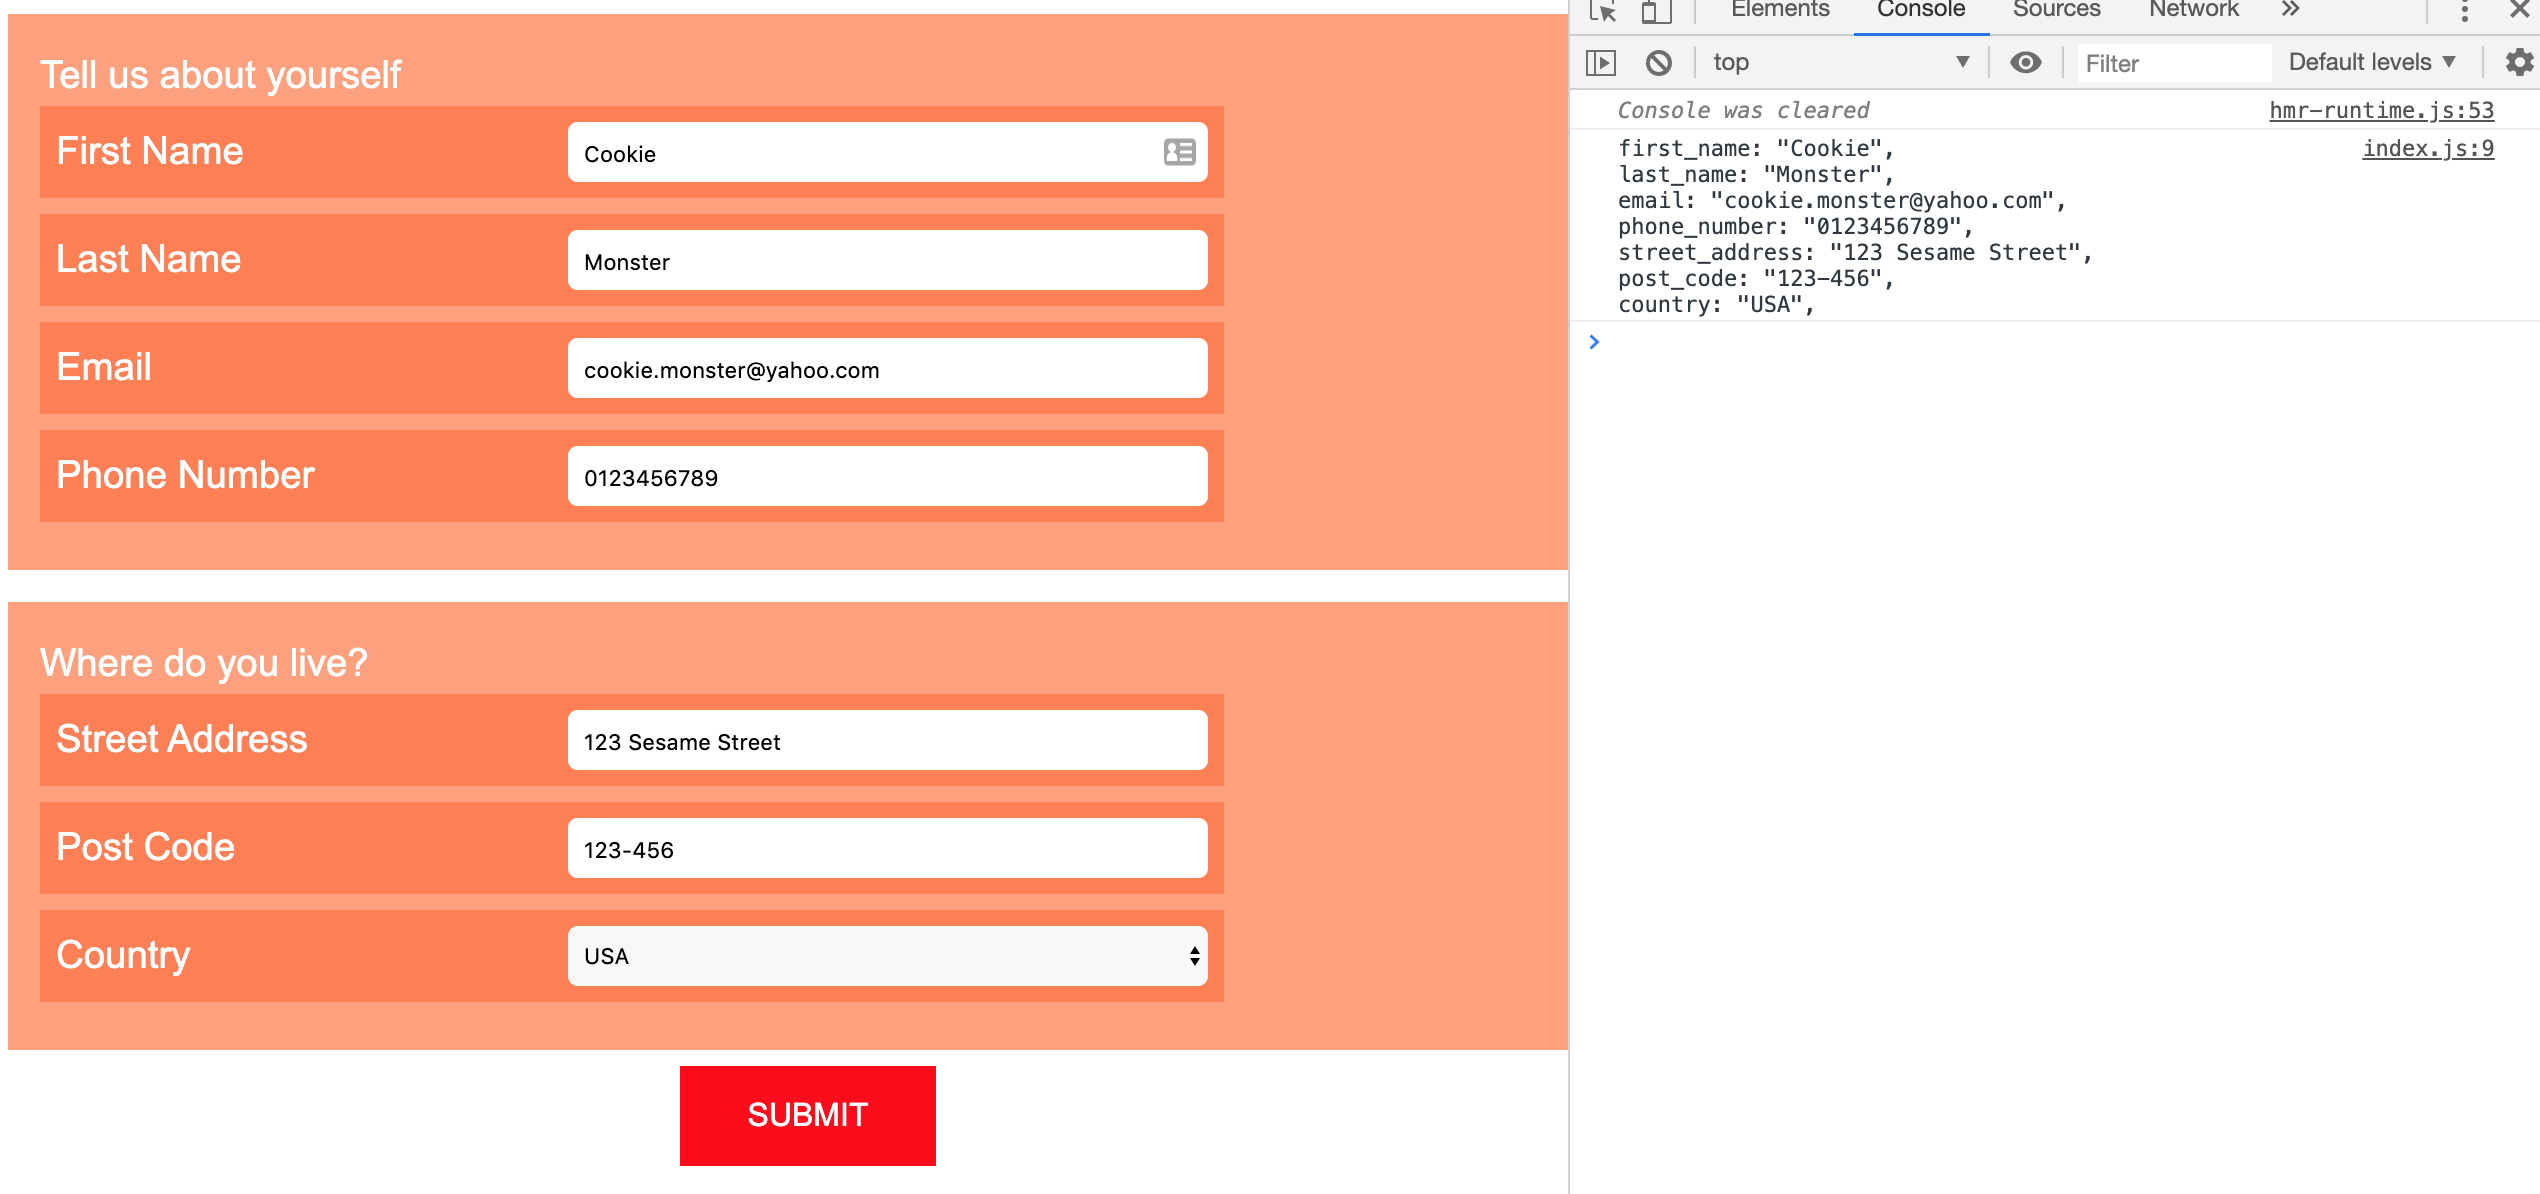 Tell us about yourself
First Name
Cookie
Last Name
Monster
Email
cookie.monster@yahoo.com
Phone Number
0123456789
Where do you live?
Street Address
123 Sesame Street
Post Code
123-456
Country
USA
SUBMIT
Elements Console Sources Network
top Filter Default levels
Console was cleared hmr-runtime.js:53
first_name: "Cookie", index.js:9
last_name: "Monster",
email: "cookie.monster@yahoo.com",
phone_number: "0123456789",
street_address: "123 Sesame Street",
post_code: "123-456",
country: "USA",